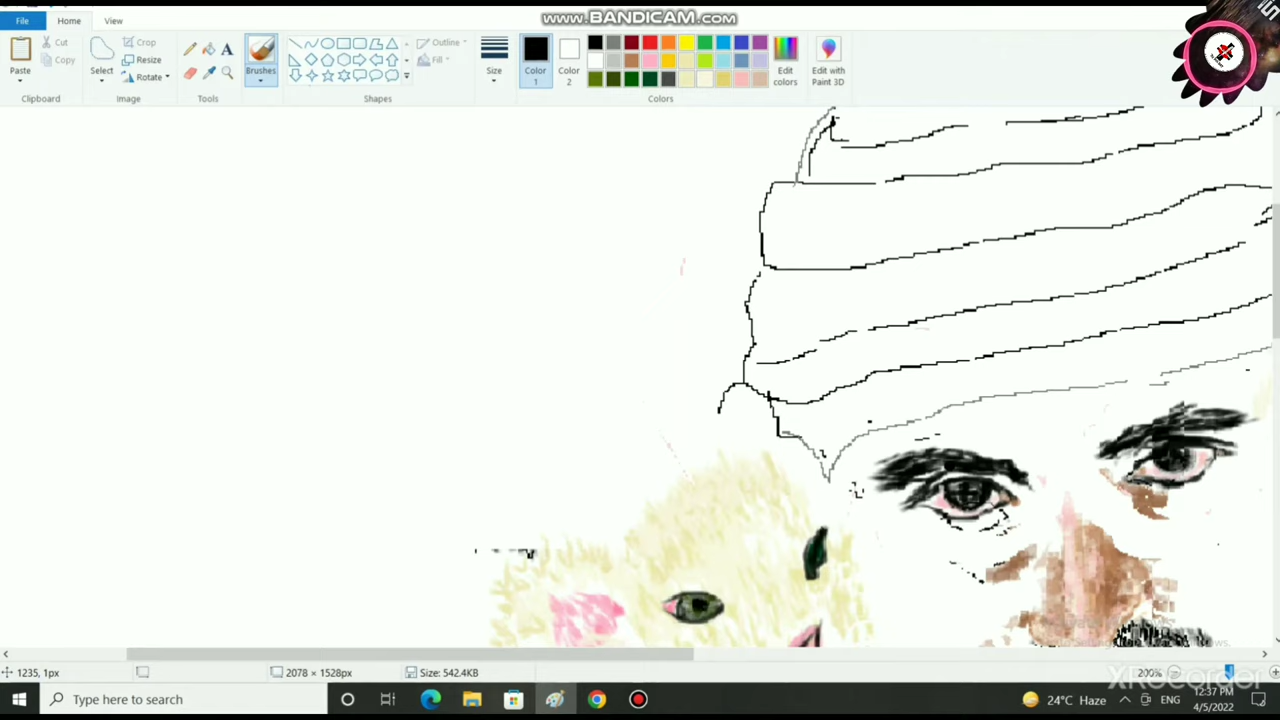 www.BANDICAM.com
File Home View
Cut
Copy
Paste
Clipboard
Crop
Resize
Rotate
Select
Image
Tools
Brushes
Outline
Fill
Shapes
Size
Color
1
Color
2
Edit
colors
Edit with
Paint 3D
Colors
1235, 1px
2078 × 1528px
Size: 542.4KB
200%
XRecorder
Type here to search
24°C Haze
ENG
12:37 PM
4/5/2022